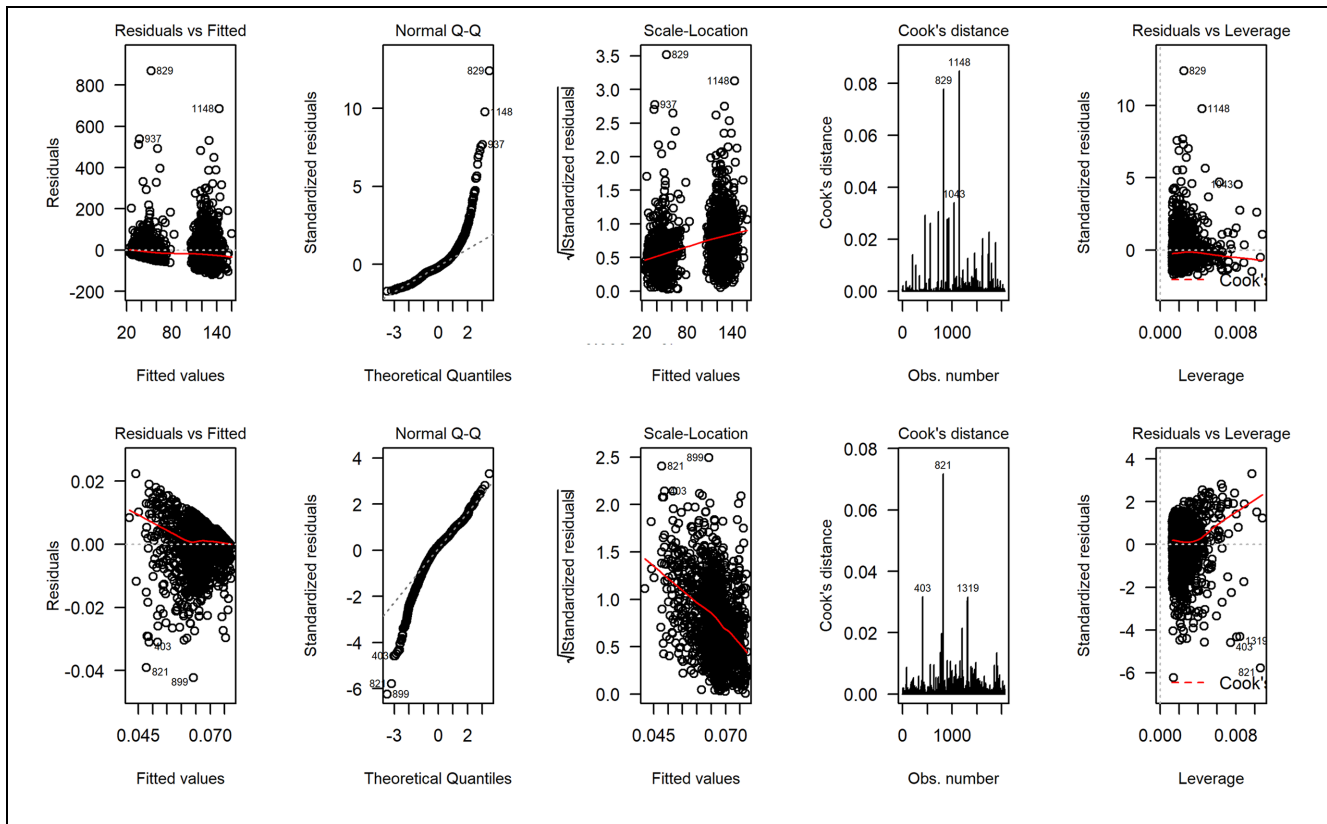 Residuals vs Fitted
Residuals
800
600
400
200
0
-200
829
1148
937
20 80 140
Fitted values
Normal Q-Q
Standardized residuals
10
0
829
1148
937
-3 0 2
Theoretical Quantiles
Scale-Location
√|Standardized residuals|
3.5
3.0
2.5
2.0
1.5
1.0
0.5
0.0
829
1148
937
20 80 140
Fitted values
Cook's distance
Cook's distance
0.08
0.06
0.04
0.02
0.00
1148
829
1043
0 1000
Obs. number
Residuals vs Leverage
Standardized residuals
10
5
0
829
1148
1043
Cook's
0.000 0.008
Leverage
Residuals vs Fitted
Residuals
0.02
0.00
-0.02
-0.04
403
821
899
0.045 0.070
Fitted values
Normal Q-Q
Standardized residuals
4
2
0
-2
-4
-6
403
821
899
-3 0 2
Theoretical Quantiles
Scale-Location
√|Standardized residuals|
2.5
2.0
1.5
1.0
0.5
0.0
899
821
403
0.045 0.070
Fitted values
Cook's distance
Cook's distance
0.08
0.06
0.04
0.02
0.00
821
403
1319
0 1000
Obs. number
Residuals vs Leverage
Standardized residuals
4
2
0
-2
-4
-6
1319
403
821
Cook's
0.000 0.008
Leverage